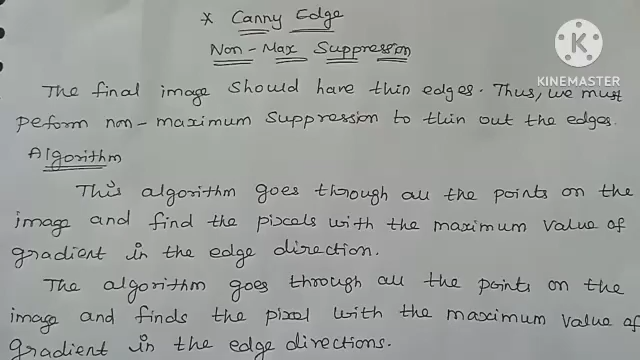 * Canny Edge
Non-Max Suppression
KINEMASTER
The final image should have thin edges. Thus, we must
peform non-maximum suppression to thin out the edges.
Algorithm
This algorithm goes through all the points on the
image and find the pixels with the maximum value of
gradient in the edge direction.
The algorithm goes through all the points on the
image and finds the pixel with the maximum value of
gradient in the edge directions.